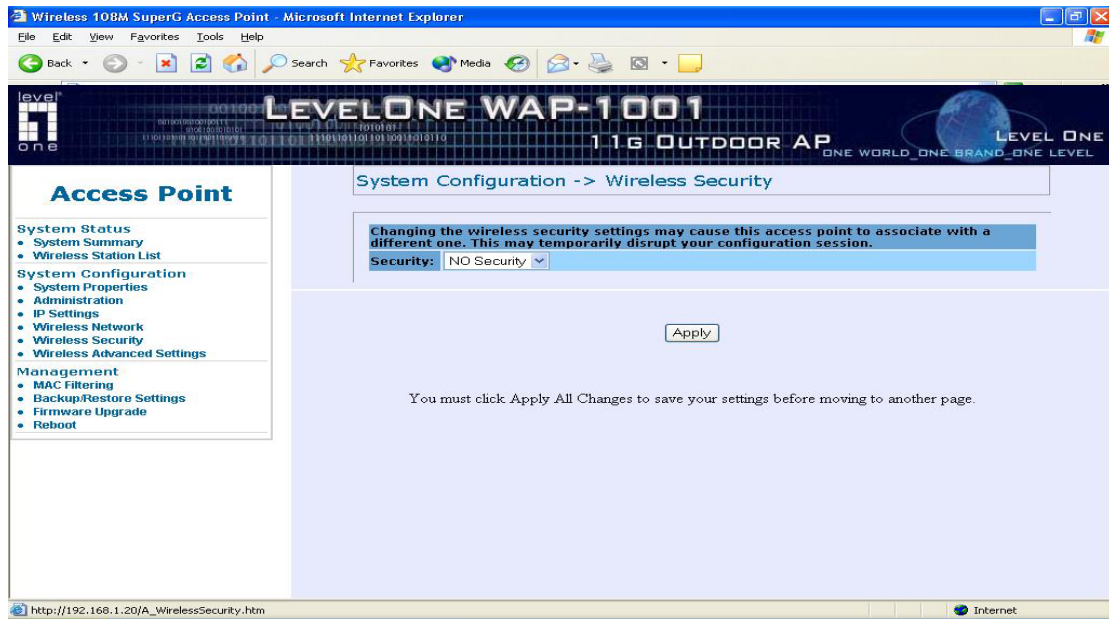 Wireless 108M SuperG Access Point - Microsoft Internet Explorer
File Edit View Favorites Tools Help
Back Search Favorites Media
level
one
LEVELONE WAP-1001
11G OUTDOOR AP
LEVEL ONE
ONE WORLD_ONE BRAND_ONE LEVEL
Access Point
System Status
System Summary
Wireless Station List
System Configuration
System Properties
Administration
IP Settings
Wireless Network
Wireless Security
Wireless Advanced Settings
Management
MAC Filtering
Backup/Restore Settings
Firmware Upgrade
Reboot
System Configuration -> Wireless Security
Changing the wireless security settings may cause this access point to associate with a
different one. This may temporarily disrupt your configuration session.
Security: NO Security
Apply
You must click Apply All Changes to save your settings before moving to another page.
http://192.168.1.20/A_WirelessSecurity.htm
Internet